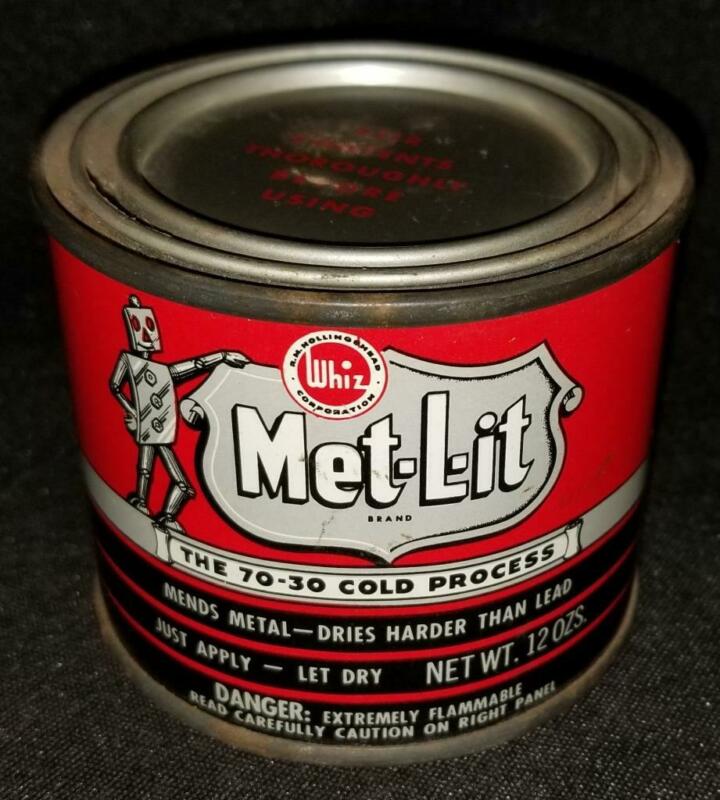 STIR
CONTENTS
THOROUGHLY
BEFORE
USING
R.M. HOLLINGSHEAD
Whiz
CORPORATION
Met-L-it
BRAND
THE 70-30 COLD PROCESS
MENDS METAL—DRIES HARDER THAN LEAD
JUST APPLY — LET DRY NET WT. 12 OZS.
DANGER: EXTREMELY FLAMMABLE
READ CAREFULLY CAUTION ON RIGHT PANEL